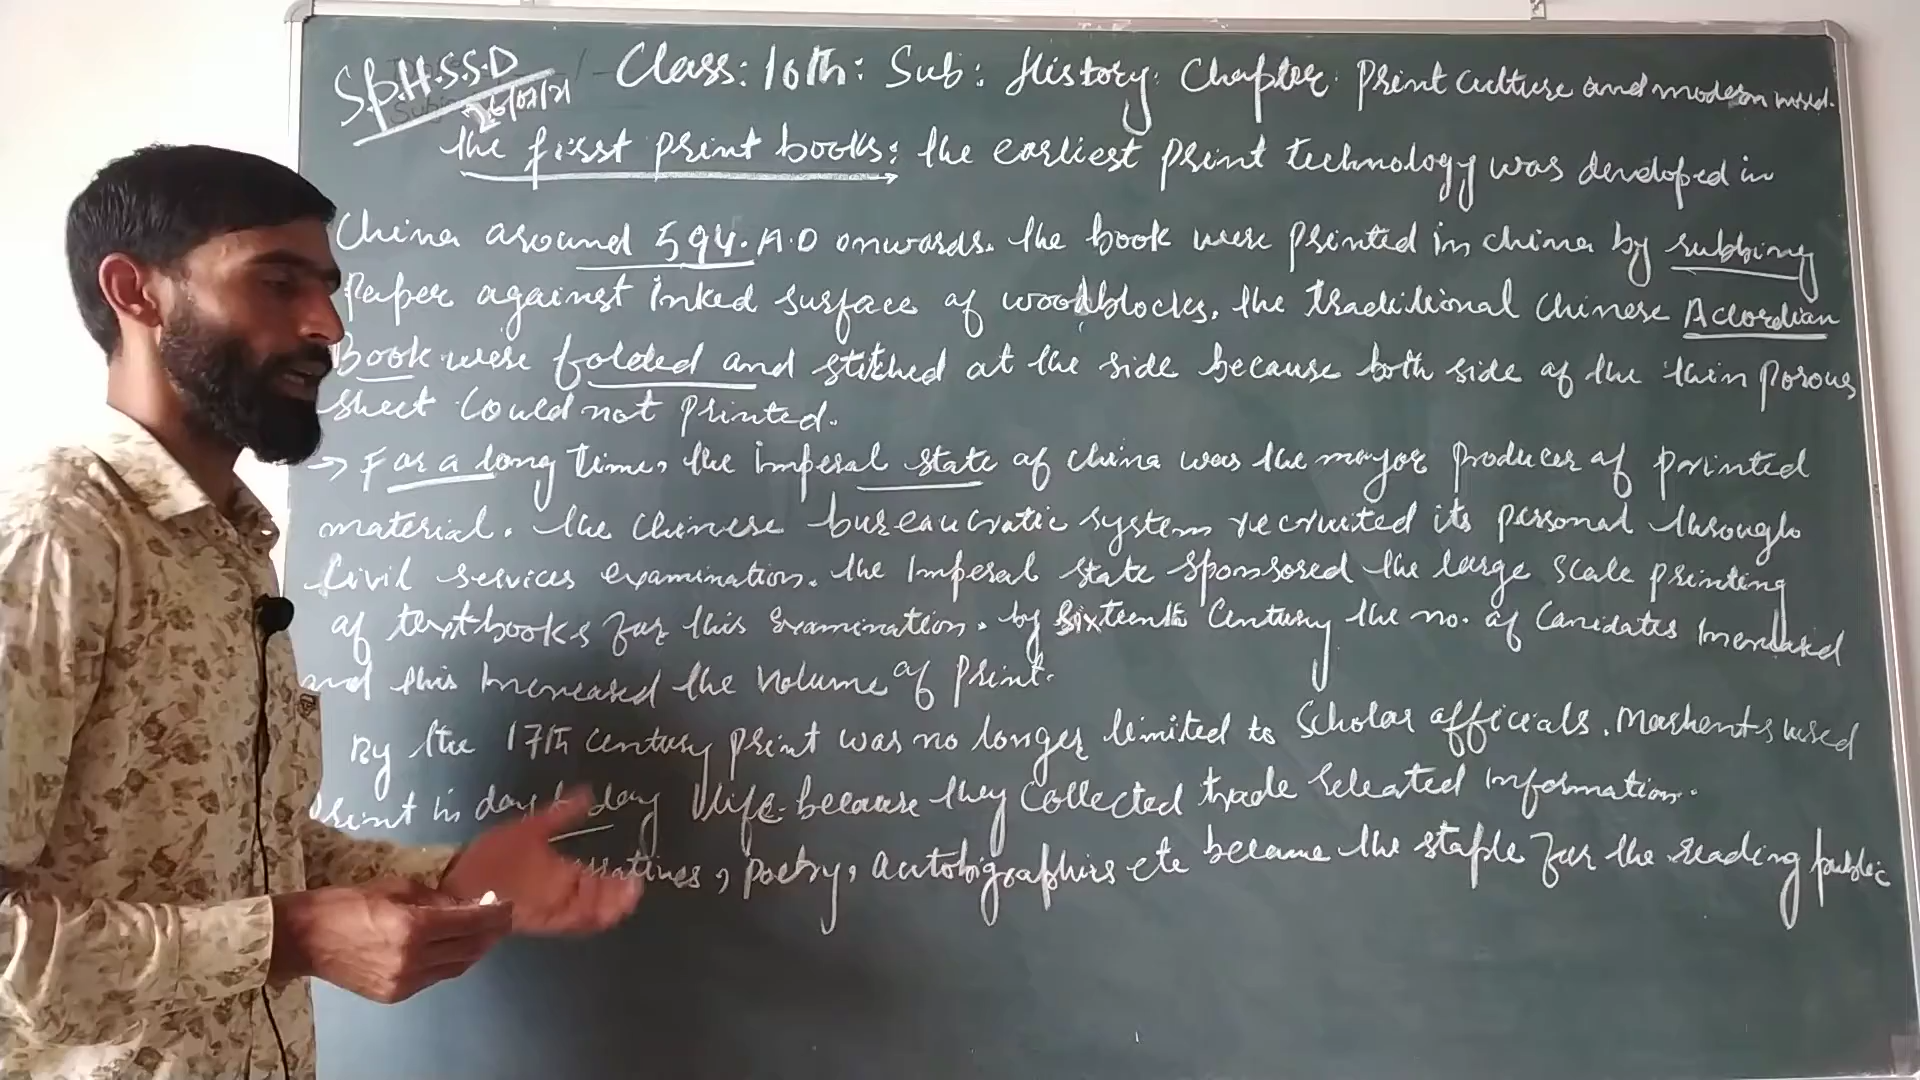 S.P.H.S.S.D Class: 10th: Sub: History: Chapter: Print Culture and modern world.
26/07/21
the first print books: the earliest print technology was developed in
China around 594. A.D onwards. the book were printed in china by rubbing
Paper against Inked surface of woodblocks. the traditional chinese Accordian
Book were folded and stitched at the side because both side of the thin porous
sheet could not printed.
→ For a long time, the imperal state of china was the major producer of printed
material. the chinese bureaucratic system recruited its personal through
Civil services examination. the Imperal state sponsored the large scale printing
of textbooks for this examination. by sixteenth Century the no. of Canidates Increased
and this Increased the volume of print.
By the 17th century print was no longer limited to Scholar officials. Marhents used
Print in day to day life because they collected trade releated information.
, poetry, autobiographies etc became the staple for the reading public